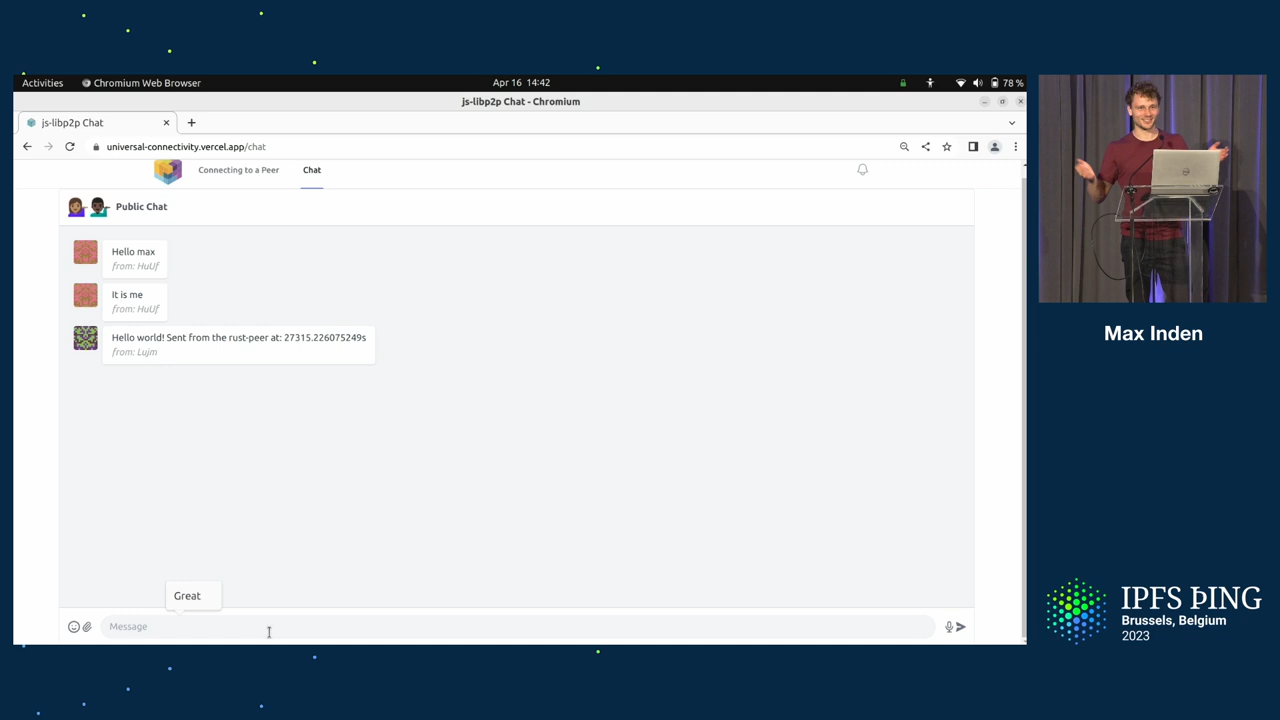 Activities
Chromium Web Browser
Apr 16 14:42
78 %
js-libp2p Chat - Chromium
js-libp2p Chat
universal-connectivity.vercel.app/chat
Connecting to a Peer
Chat
Public Chat
Hello max
from: HuUf
It is me
from: HuUf
Hello world! Sent from the rust-peer at: 27315.226075249s
from: Lujm
Great
Message
Max Inden
IPFS ÞING
Brussels, Belgium
2023